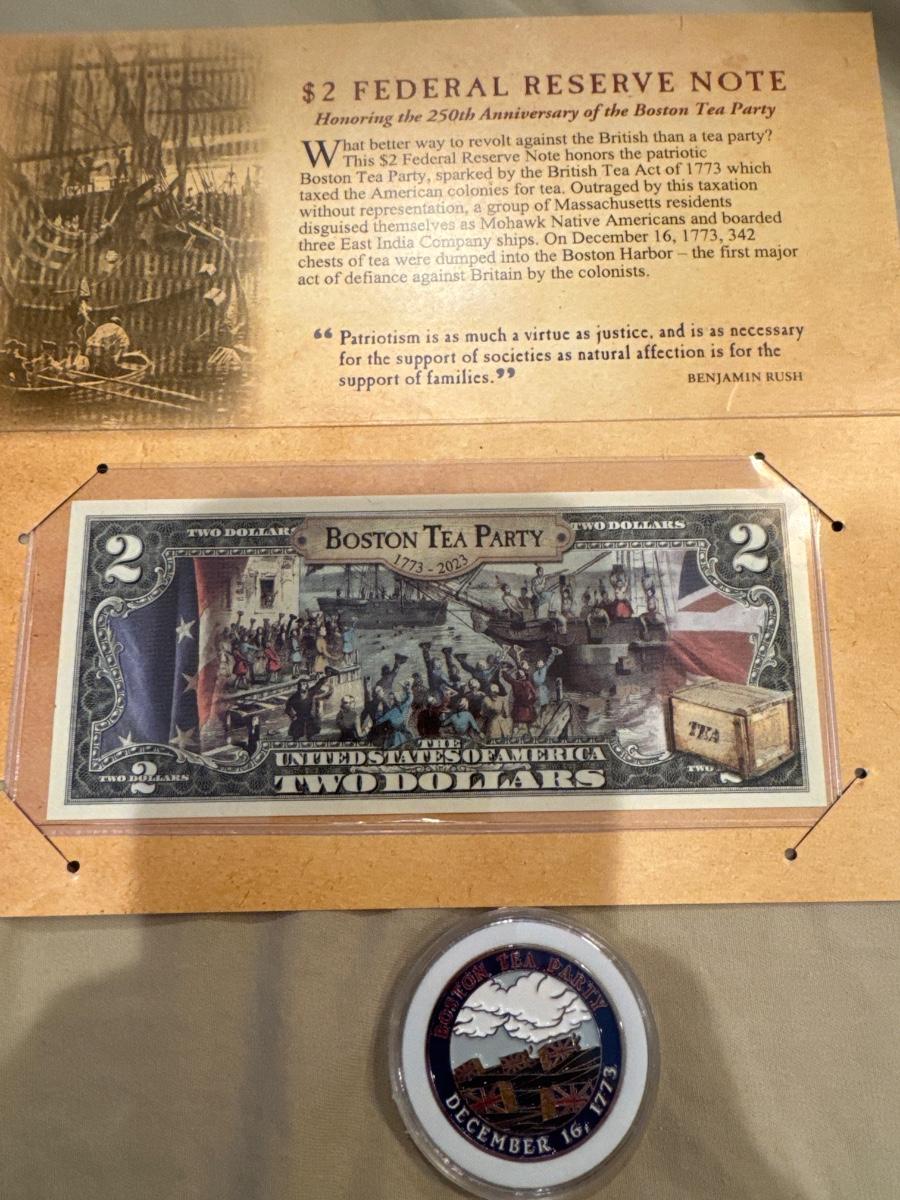 $2 FEDERAL RESERVE NOTE
Honoring the 250th Anniversary of the Boston Tea Party
What better way to revolt against the British than a tea party?
This $2 Federal Reserve Note honors the patriotic
Boston Tea Party, sparked by the British Tea Act of 1773 which
taxed the American colonies for tea. Outraged by this taxation
without representation, a group of Massachusetts residents
disguised themselves as Mohawk Native Americans and boarded
three East India Company ships. On December 16, 1773, 342
chests of tea were dumped into the Boston Harbor – the first major
act of defiance against Britain by the colonists.
“Patriotism is as much a virtue as justice, and is as necessary
for the support of societies as natural affection is for the
support of families.”
BENJAMIN RUSH
2
TWO DOLLARS
BOSTON TEA PARTY
1773 - 2023
TWO DOLLARS
2
TEA
THE
UNITED STATES OF AMERICA
TWO DOLLARS
2
TWO DOLLARS
TWO
BOSTON TEA PARTY
DECEMBER 16, 1773